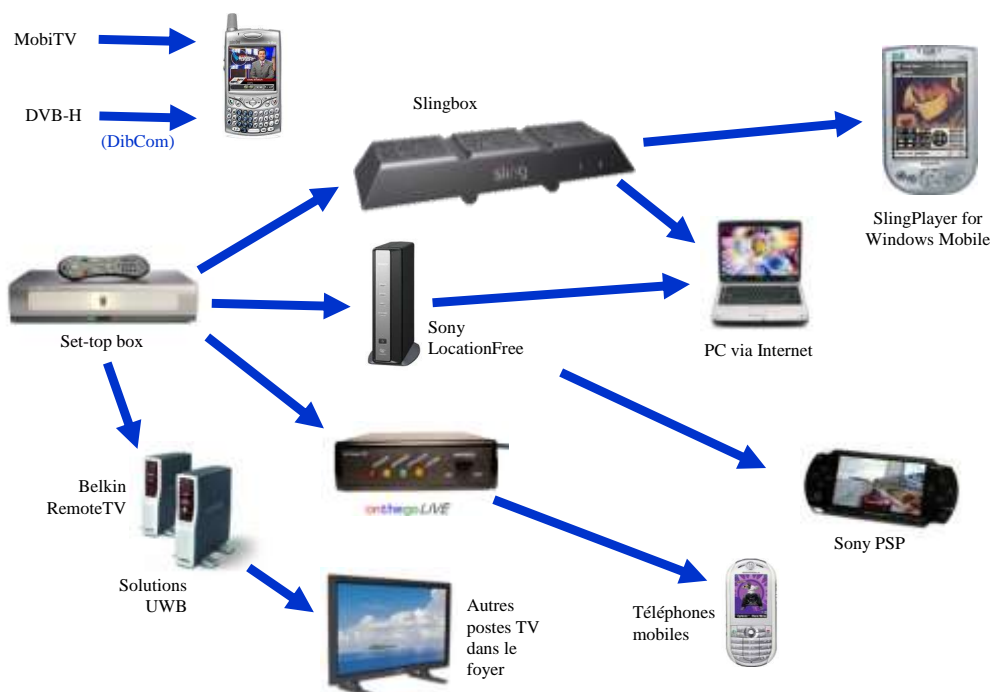 MobiTV
DVB-H
(DibCom)
Slingbox
sling
SlingPlayer for
Windows Mobile
Set-top box
Sony
LocationFree
PC via Internet
Belkin
RemoteTV
onthegoLIVE
Sony PSP
Solutions
UWB
Autres
postes TV
dans le
foyer
Téléphones
mobiles